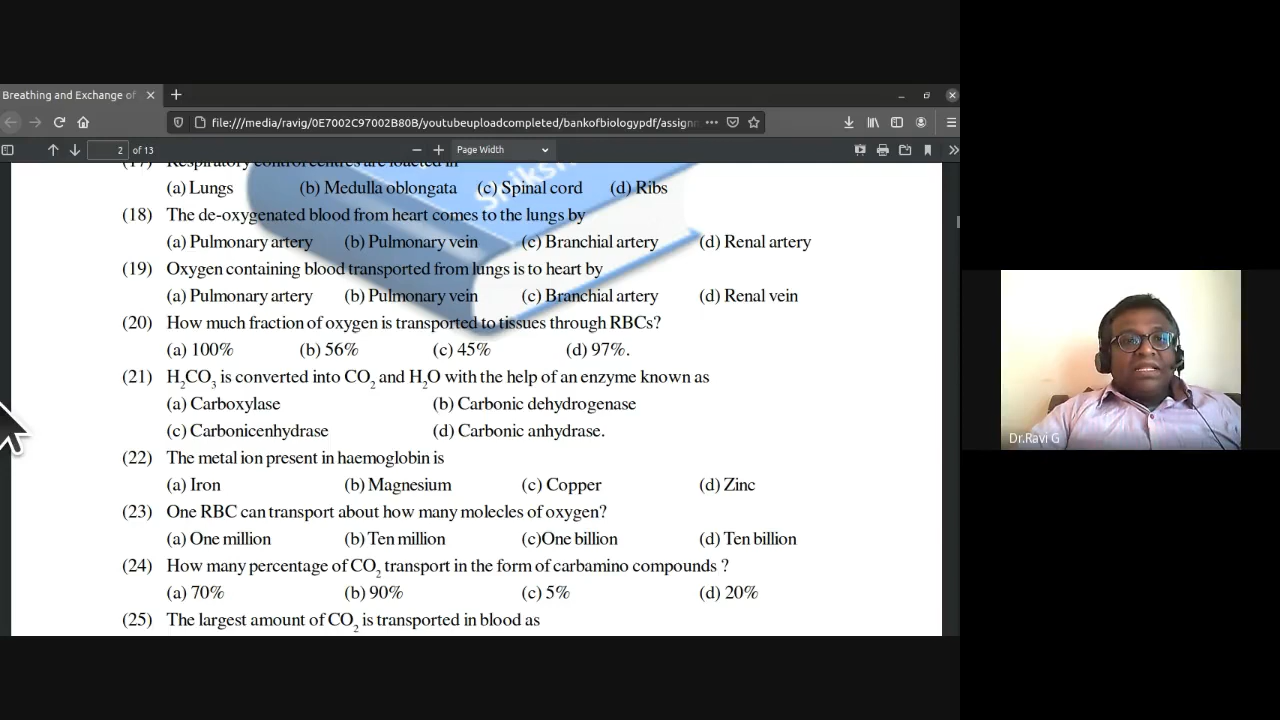 Breathing and Exchange of
file:///media/ravig/0E7002C97002B80B/youtubeuploadcompleted/bankofbiologypdf/assignm
2 of 13
Page Width
(17) Respiratory control centres are loacted in
(a) Lungs (b) Medulla oblongata (c) Spinal cord (d) Ribs
(18) The de-oxygenated blood from heart comes to the lungs by
(a) Pulmonary artery (b) Pulmonary vein (c) Branchial artery (d) Renal artery
(19) Oxygen containing blood transported from lungs is to heart by
(a) Pulmonary artery (b) Pulmonary vein (c) Branchial artery (d) Renal vein
(20) How much fraction of oxygen is transported to tissues through RBCs?
(a) 100% (b) 56% (c) 45% (d) 97%.
(21) H2CO3 is converted into CO2 and H2O with the help of an enzyme known as
(a) Carboxylase (b) Carbonic dehydrogenase
(c) Carbonicenhydrase (d) Carbonic anhydrase.
(22) The metal ion present in haemoglobin is
(a) Iron (b) Magnesium (c) Copper (d) Zinc
(23) One RBC can transport about how many molecles of oxygen?
(a) One million (b) Ten million (c)One billion (d) Ten billion
(24) How many percentage of CO2 transport in the form of carbamino compounds ?
(a) 70% (b) 90% (c) 5% (d) 20%
(25) The largest amount of CO2 is transported in blood as
Dr.Ravi G